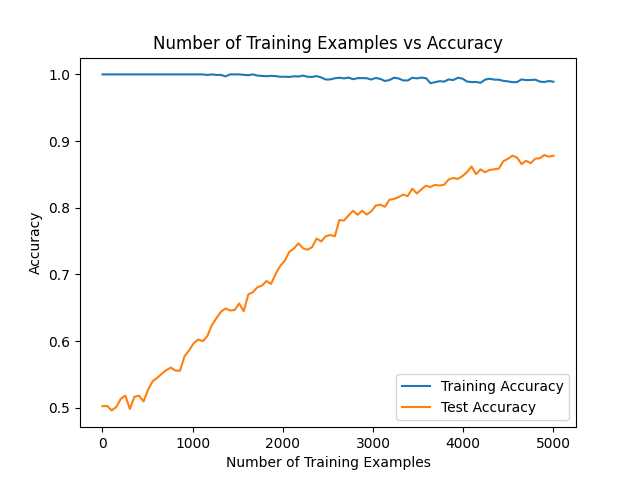 Number of Training Examples vs Accuracy
1.0
0.9
0.8
0.7
0.6
0.5
Accuracy
Training Accuracy
Test Accuracy
0 1000 2000 3000 4000 5000
Number of Training Examples